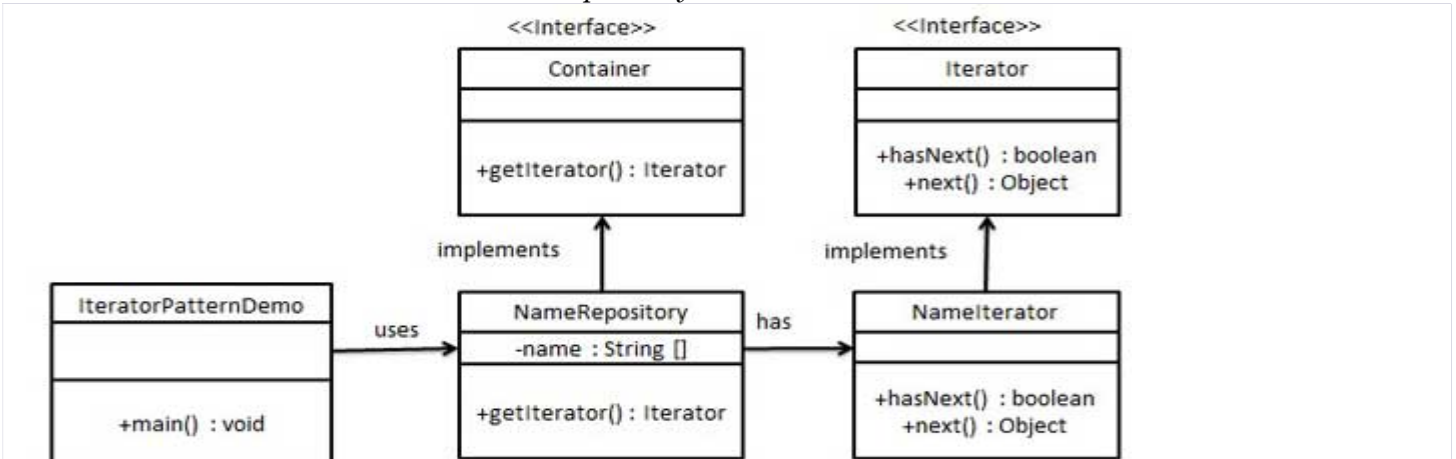 <<Interface>>
<<Interface>>
Container
Iterator
+getIterator() : Iterator
+hasNext() : boolean
+next() : Object
implements
implements
IteratorPatternDemo
uses
+main() : void
NameRepository
-name : String []
+getIterator() : Iterator
has
NameIterator
+hasNext() : boolean
+next() : Object